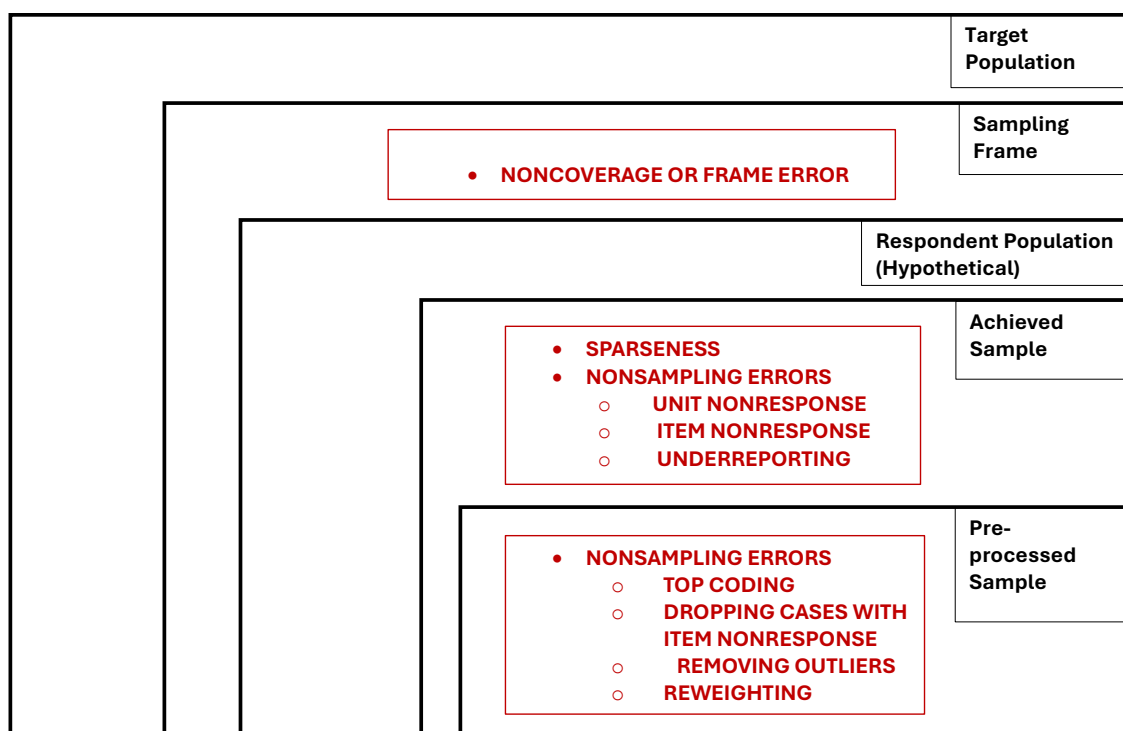 Target
Population
Sampling
Frame
• NONCOVERAGE OR FRAME ERROR
Respondent Population
(Hypothetical)
Achieved
Sample
• SPARSENESS
• NONSAMPLING ERRORS
o UNIT NONRESPONSE
o ITEM NONRESPONSE
o UNDERREPORTING
Pre-
processed
Sample
• NONSAMPLING ERRORS
o TOP CODING
o DROPPING CASES WITH
ITEM NONRESPONSE
o REMOVING OUTLIERS
o REWEIGHTING